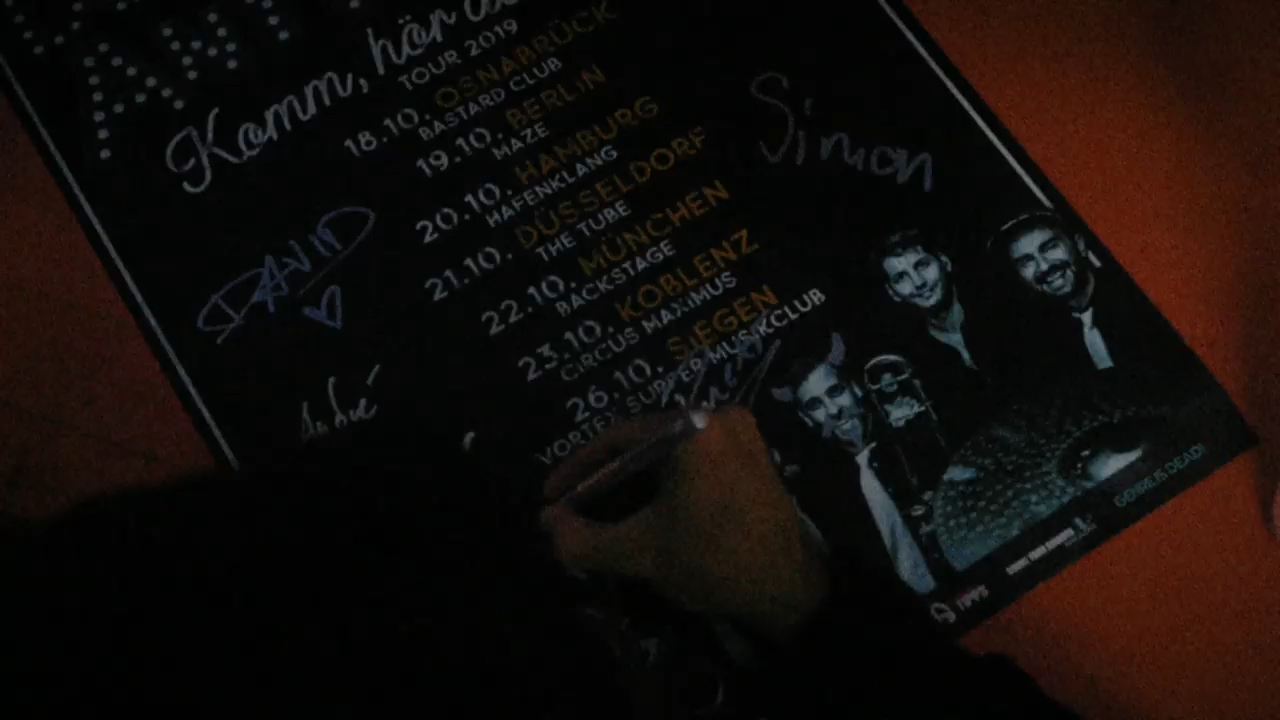 Komm, hör
TOUR 2019
18.10. OSNABRÜCK
BASTARD CLUB
19.10. BERLIN
MAZE
20.10. HAMBURG
HAFENKLANG
21.10. DÜSSELDORF
THE TUBE
22.10. MÜNCHEN
BACKSTAGE
23.10. KOBLENZ
CIRCUS MAXIMUS
26.10. SIEGEN
VORTEX SURFER MUSIKCLUB
Simon
DAVID
André
GENRE IS DEAD!